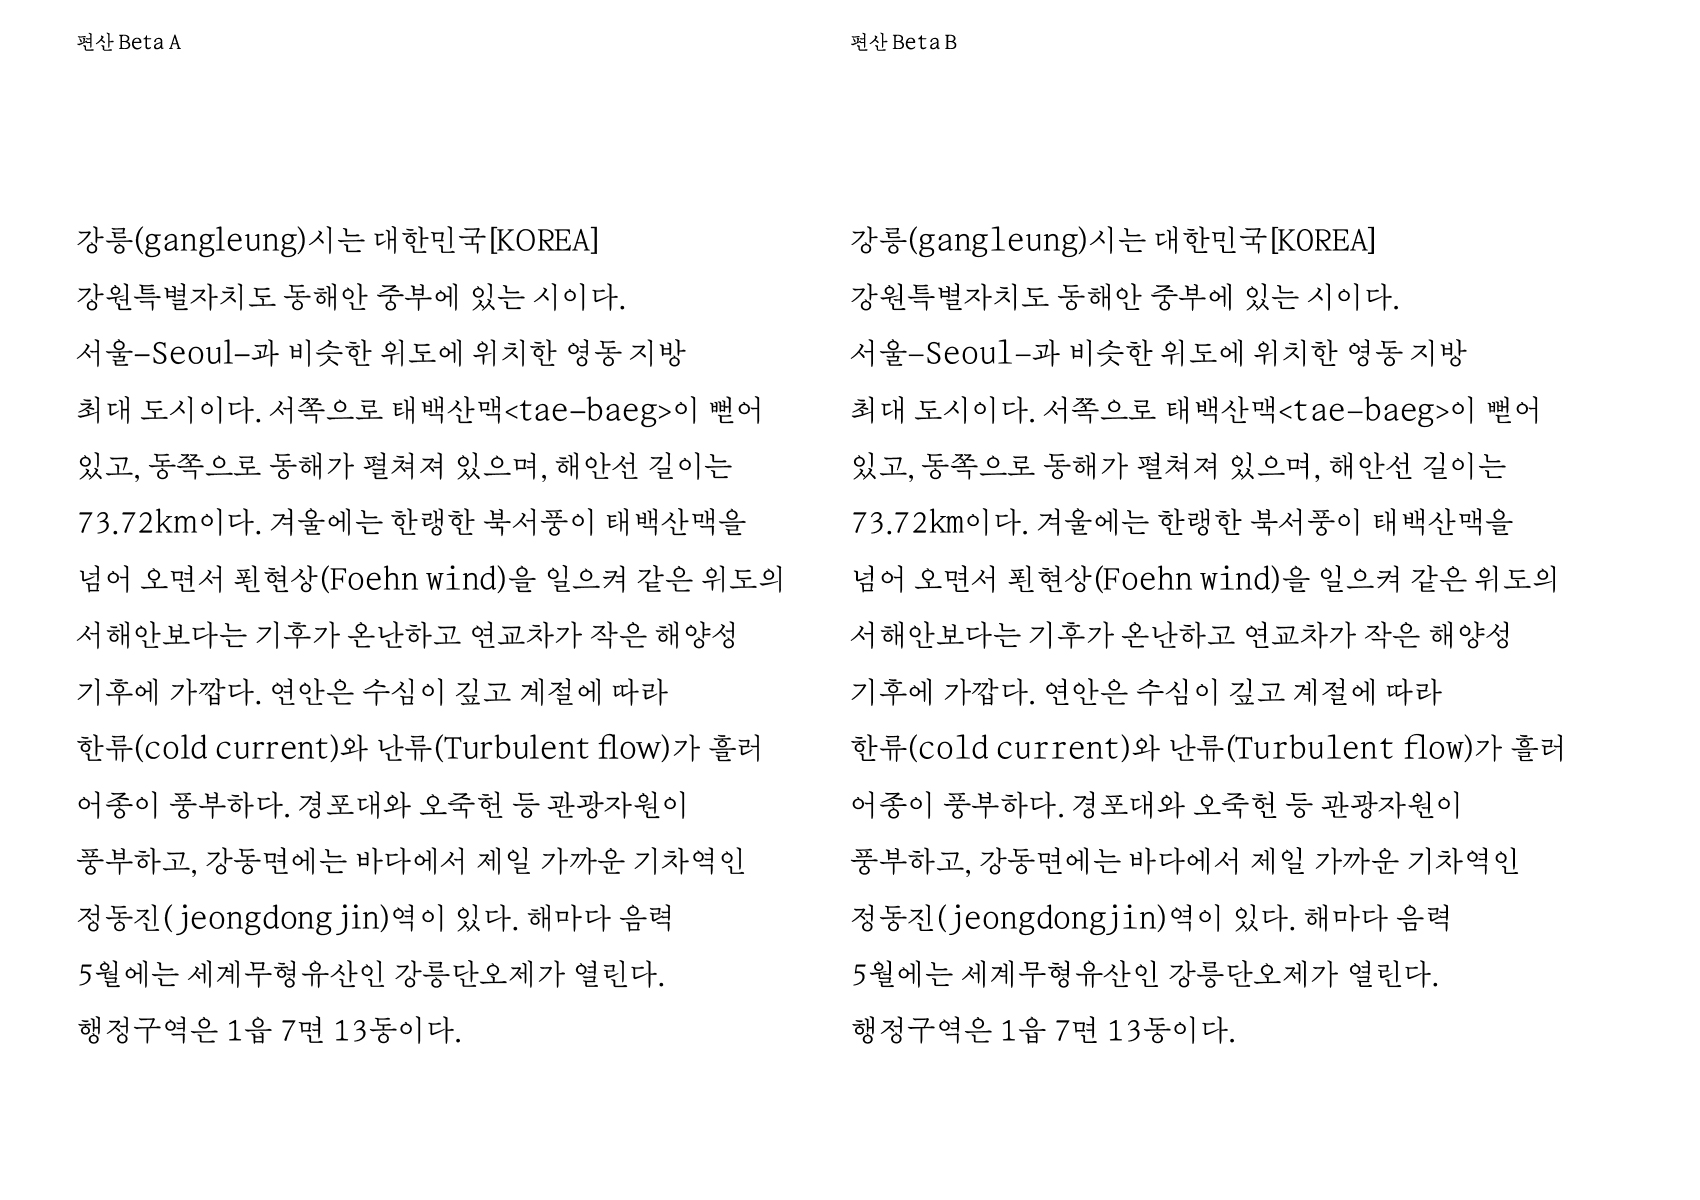 편산 Beta A
강릉(gangleung)시는 대한민국[KOREA]
강원특별자치도 동해안 중부에 있는 시이다.
서울–Seoul–과 비슷한 위도에 위치한 영동 지방
최대 도시이다. 서쪽으로 태백산맥<tae–baeg>이 뻗어
있고, 동쪽으로 동해가 펼쳐져 있으며, 해안선 길이는
73.72km이다. 겨울에는 한랭한 북서풍이 태백산맥을
넘어 오면서 푄현상(Foehn wind)을 일으켜 같은 위도의
서해안보다는 기후가 온난하고 연교차가 작은 해양성
기후에 가깝다. 연안은 수심이 깊고 계절에 따라
한류(cold current)와 난류(Turbulent flow)가 흘러
어종이 풍부하다. 경포대와 오죽헌 등 관광자원이
풍부하고, 강동면에는 바다에서 제일 가까운 기차역인
정동진(jeongdongjin)역이 있다. 해마다 음력
5월에는 세계무형유산인 강릉단오제가 열린다.
행정구역은 1읍 7면 13동이다.
편산 Beta B
강릉(gangleung)시는 대한민국[KOREA]
강원특별자치도 동해안 중부에 있는 시이다.
서울–Seoul–과 비슷한 위도에 위치한 영동 지방
최대 도시이다. 서쪽으로 태백산맥<tae–baeg>이 뻗어
있고, 동쪽으로 동해가 펼쳐져 있으며, 해안선 길이는
73.72km이다. 겨울에는 한랭한 북서풍이 태백산맥을
넘어 오면서 푄현상(Foehn wind)을 일으켜 같은 위도의
서해안보다는 기후가 온난하고 연교차가 작은 해양성
기후에 가깝다. 연안은 수심이 깊고 계절에 따라
한류(cold current)와 난류(Turbulent flow)가 흘러
어종이 풍부하다. 경포대와 오죽헌 등 관광자원이
풍부하고, 강동면에는 바다에서 제일 가까운 기차역인
정동진(jeongdongjin)역이 있다. 해마다 음력
5월에는 세계무형유산인 강릉단오제가 열린다.
행정구역은 1읍 7면 13동이다.